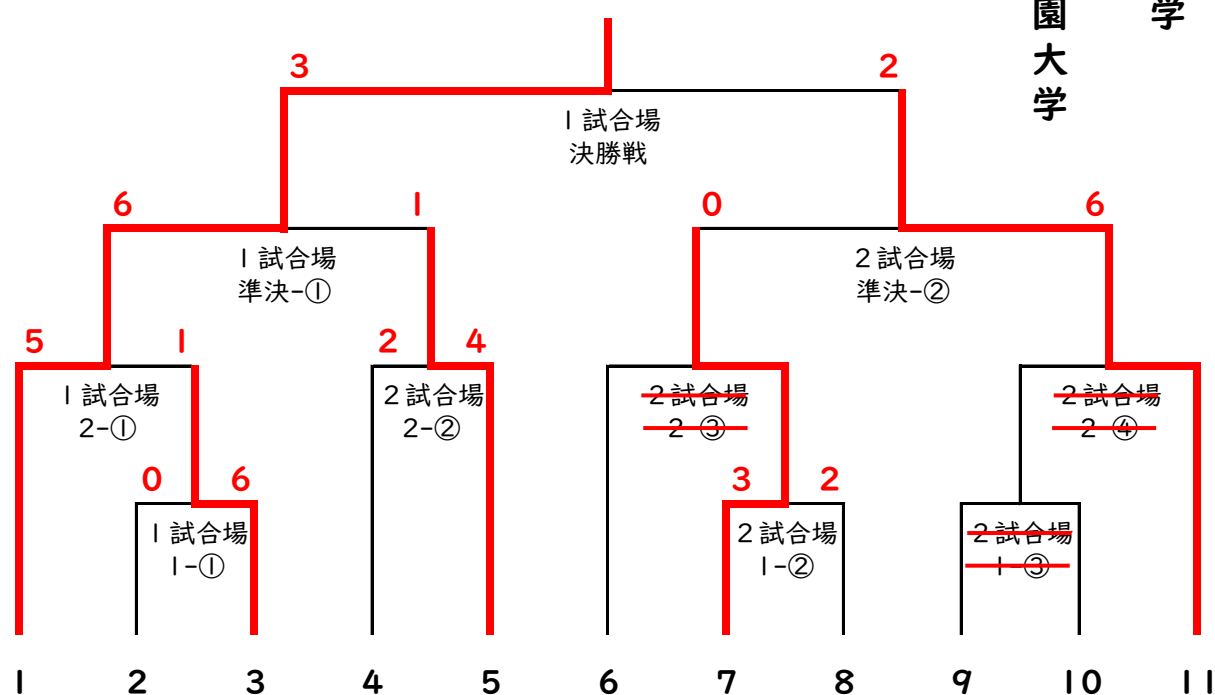 学
園大学
3 2
1試合場
決勝戦
6 1 0 6
1試合場
準決-①
2試合場
準決-②
5 1 2 4
1試合場
2-①
2試合場
2-②
2試合場
2-③
2試合場
2-④
0 6 3 2
1試合場
1-①
2試合場
1-②
2試合場
1-③
1 2 3 4 5 6 7 8 9 10 11